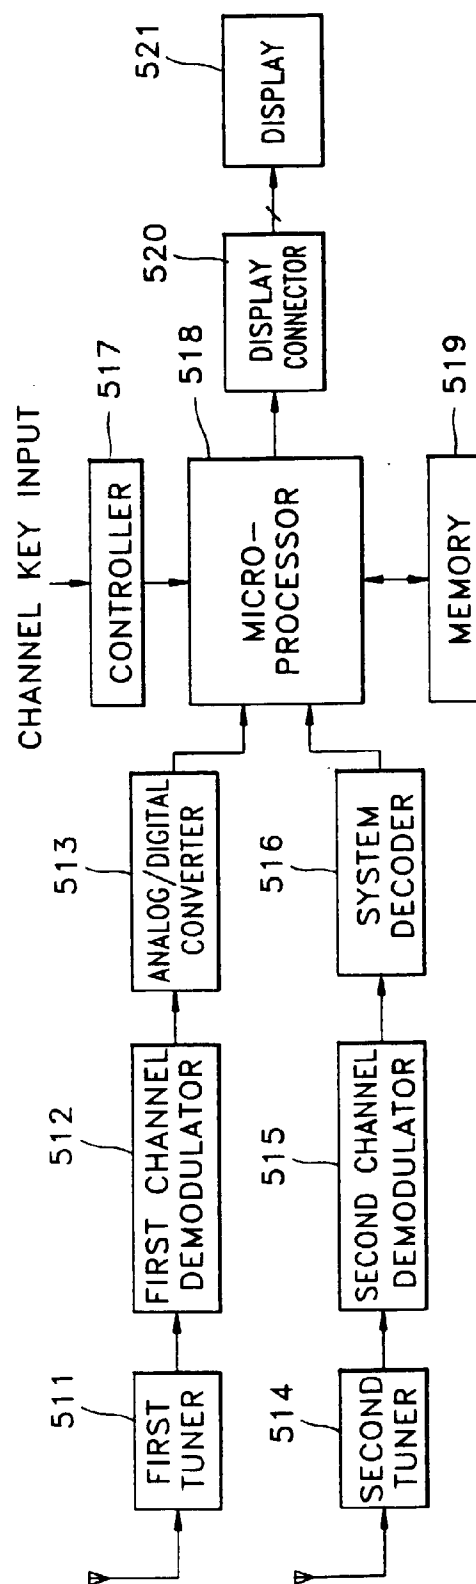 CHANNEL KEY INPUT
517
CONTROLLER
511
FIRST
TUNER
512
FIRST CHANNEL
DEMODULATOR
513
ANALOG/DIGITAL
CONVERTER
518
MICRO-
PROCESSOR
520
DISPLAY
CONNECTOR
521
DISPLAY
514
SECOND
TUNER
515
SECOND CHANNEL
DEMODULATOR
516
SYSTEM
DECODER
519
MEMORY